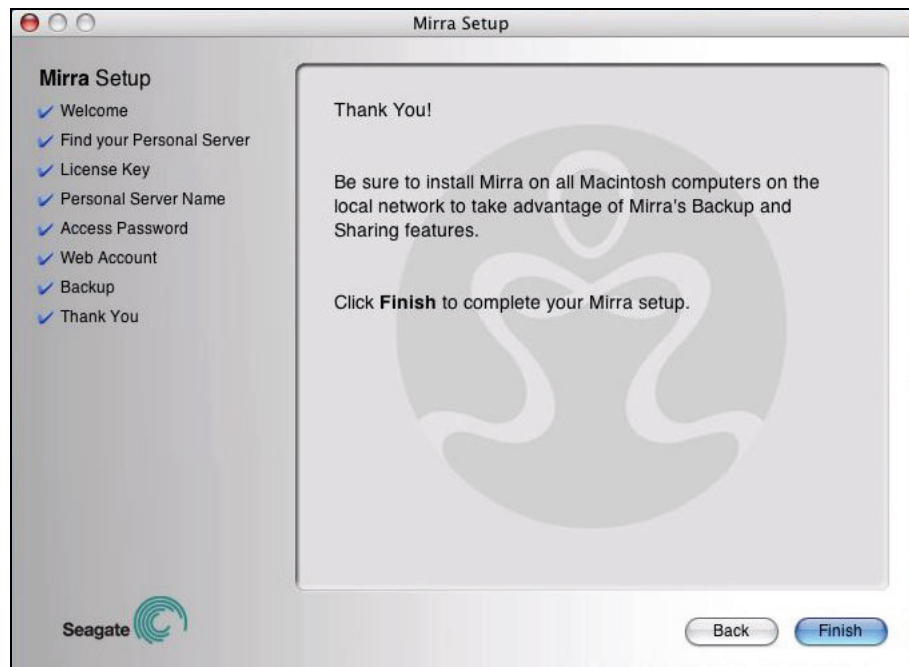 Mirra Setup
Mirra Setup
Welcome
Find your Personal Server
License Key
Personal Server Name
Access Password
Web Account
Backup
Thank You
Thank You!
Be sure to install Mirra on all Macintosh computers on the
local network to take advantage of Mirra's Backup and
Sharing features.
Click Finish to complete your Mirra setup.
Seagate
Back
Finish